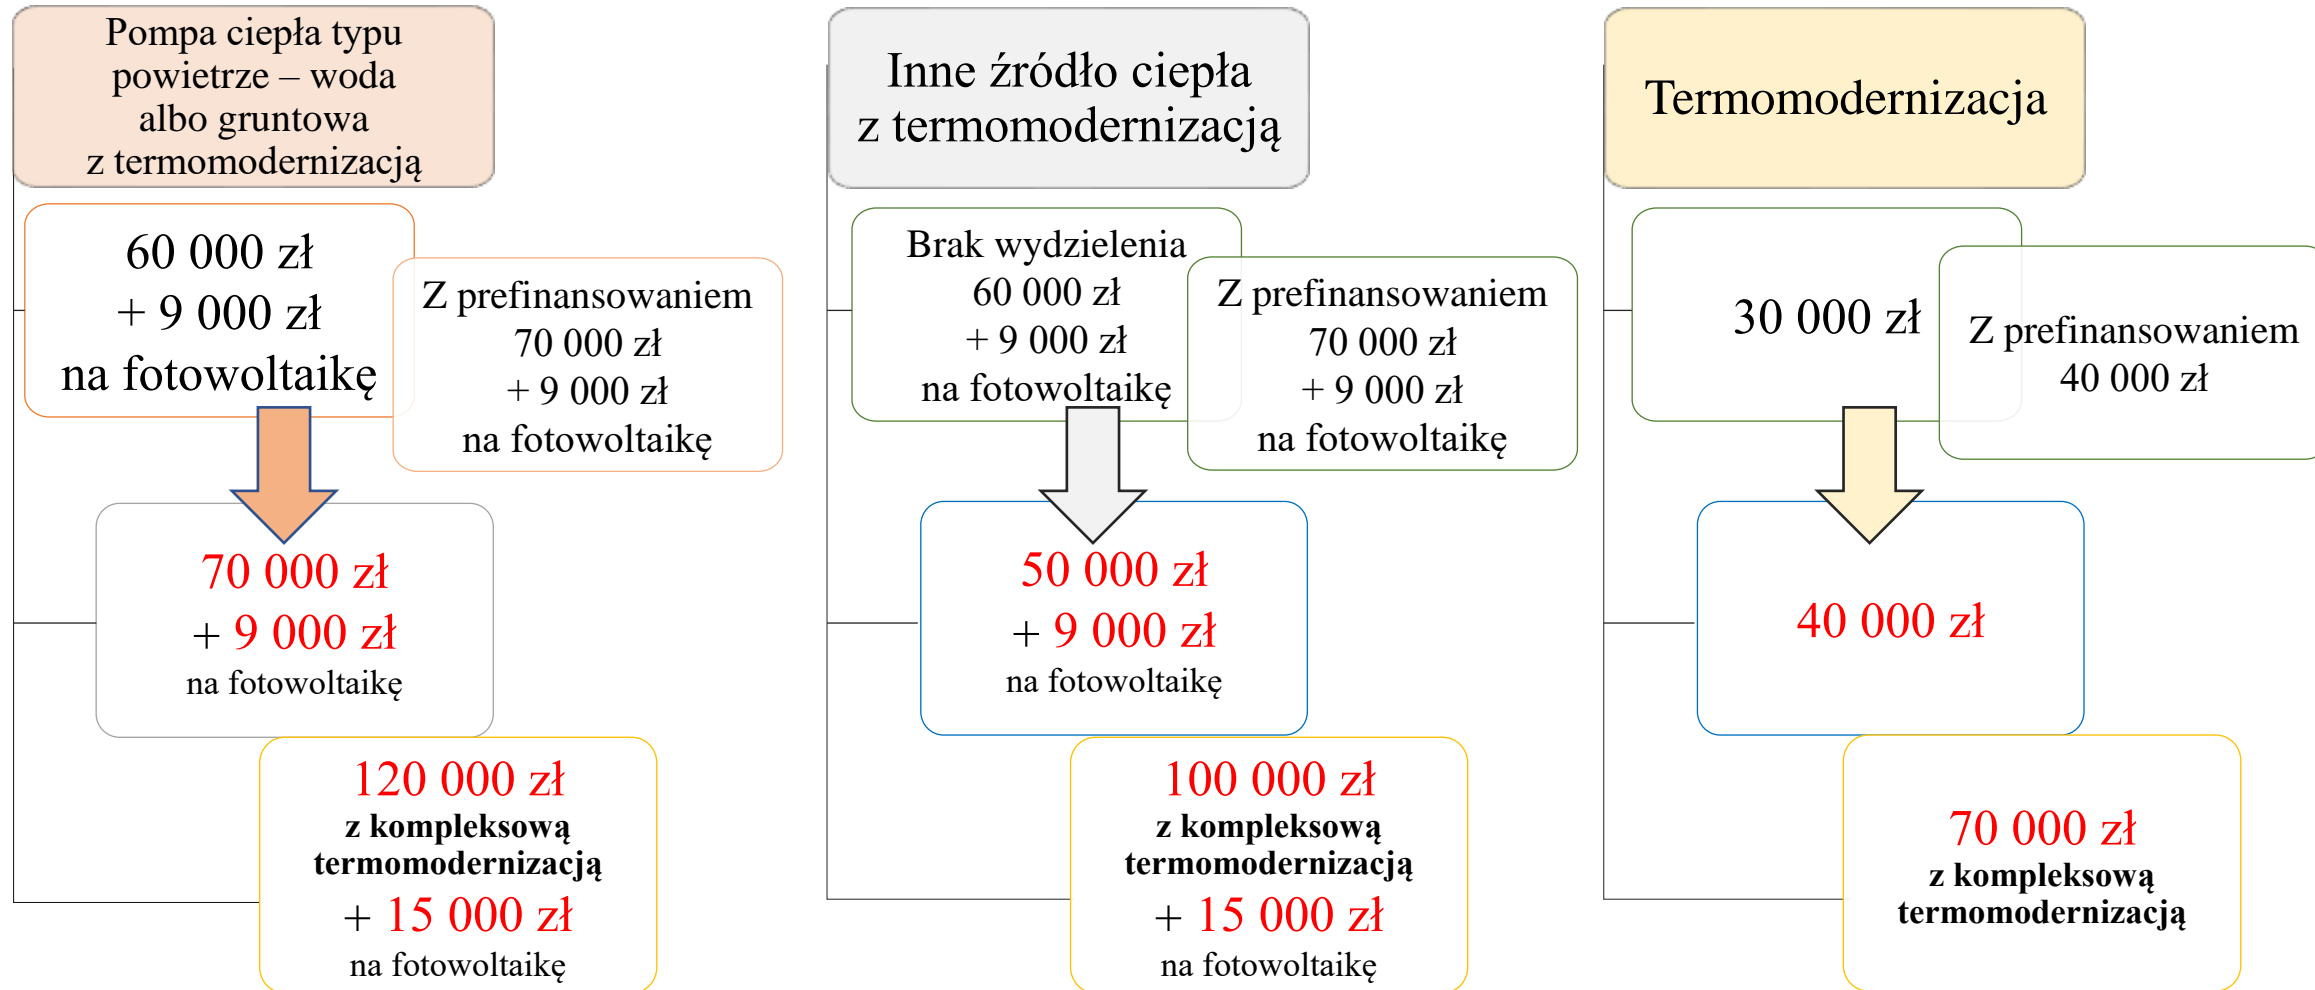 Pompa ciepła typu
powietrze – woda
albo gruntowa
z termomodernizacją
60 000 zł
+ 9 000 zł
na fotowoltaikę
Z prefinansowaniem
70 000 zł
+ 9 000 zł
na fotowoltaikę
70 000 zł
+ 9 000 zł
na fotowoltaikę
120 000 zł
z kompleksową
termomodernizacją
+ 15 000 zł
na fotowoltaikę
Inne źródło ciepła
z termomodernizacją
Brak wydzielenia
60 000 zł
+ 9 000 zł
na fotowoltaikę
Z prefinansowaniem
70 000 zł
+ 9 000 zł
na fotowoltaikę
50 000 zł
+ 9 000 zł
na fotowoltaikę
100 000 zł
z kompleksową
termomodernizacją
+ 15 000 zł
na fotowoltaikę
Termomodernizacja
30 000 zł
Z prefinansowaniem
40 000 zł
40 000 zł
70 000 zł
z kompleksową
termomodernizacją